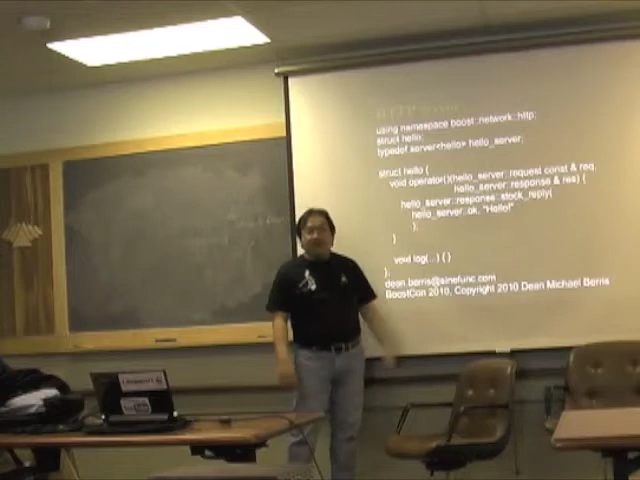 HTTP Server
using namespace boost::network::http;
struct hello;
typedef server<hello> hello_server;
struct hello {
void operator()(hello_server::request const & req,
hello_server::response & res) {
hello_server::response::stock_reply(
hello_server::ok, "Hello!"
);
}
void log(...) { }
};
dean.berris@sinefunc.com
BoostCon 2010, Copyright 2010 Dean Michael Berris